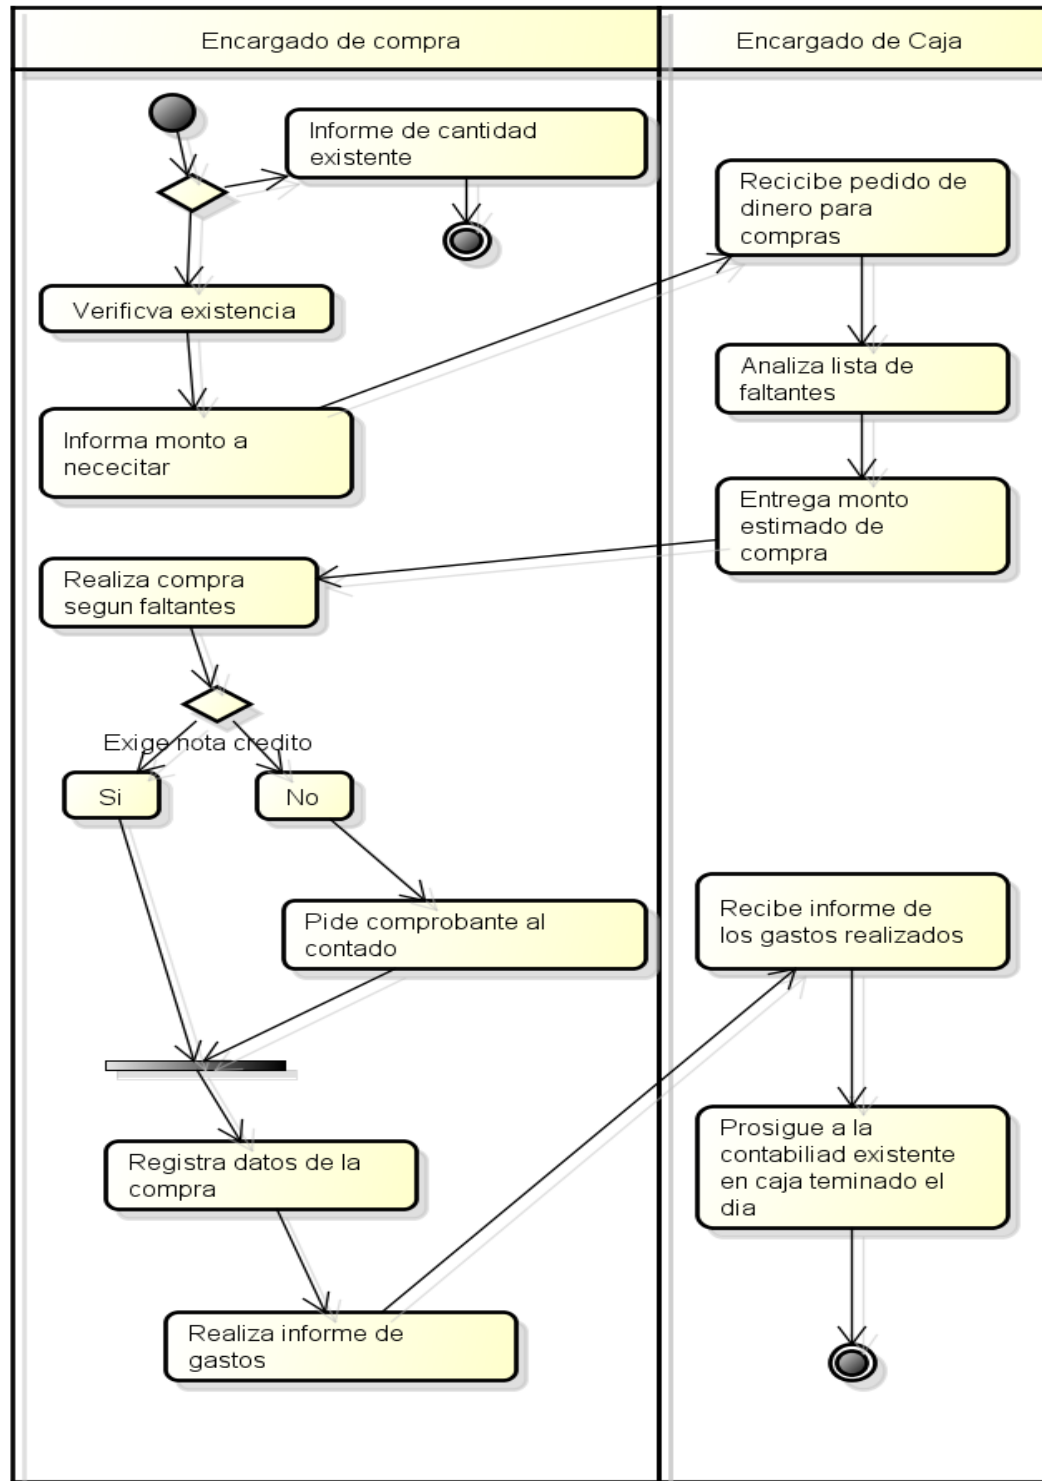 Encargado de compra
Encargado de Caja
Informe de cantidad
existente
Recicibe pedido de
dinero para
compras
Verificva existencia
Analiza lista de
faltantes
Informa monto a
nececitar
Entrega monto
estimado de
compra
Realiza compra
segun faltantes
Exige nota credito
Si
No
Pide comprobante al
contado
Recibe informe de
los gastos realizados
Registra datos de la
compra
Prosigue a la
contabiliad existente
en caja teminado el
dia
Realiza informe de
gastos